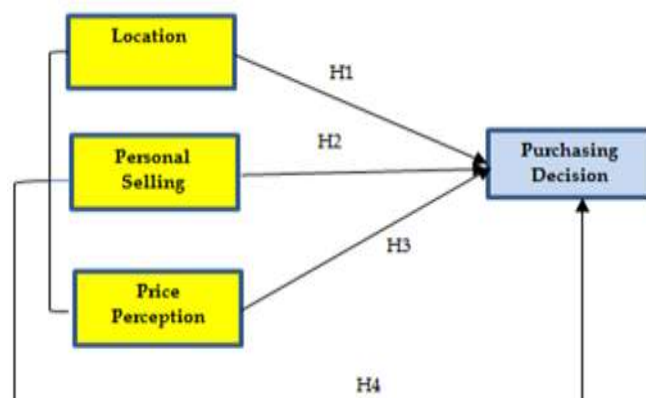 Location
H1
H2
Personal
Selling
Purchasing
Decision
H3
Price
Perception
H4